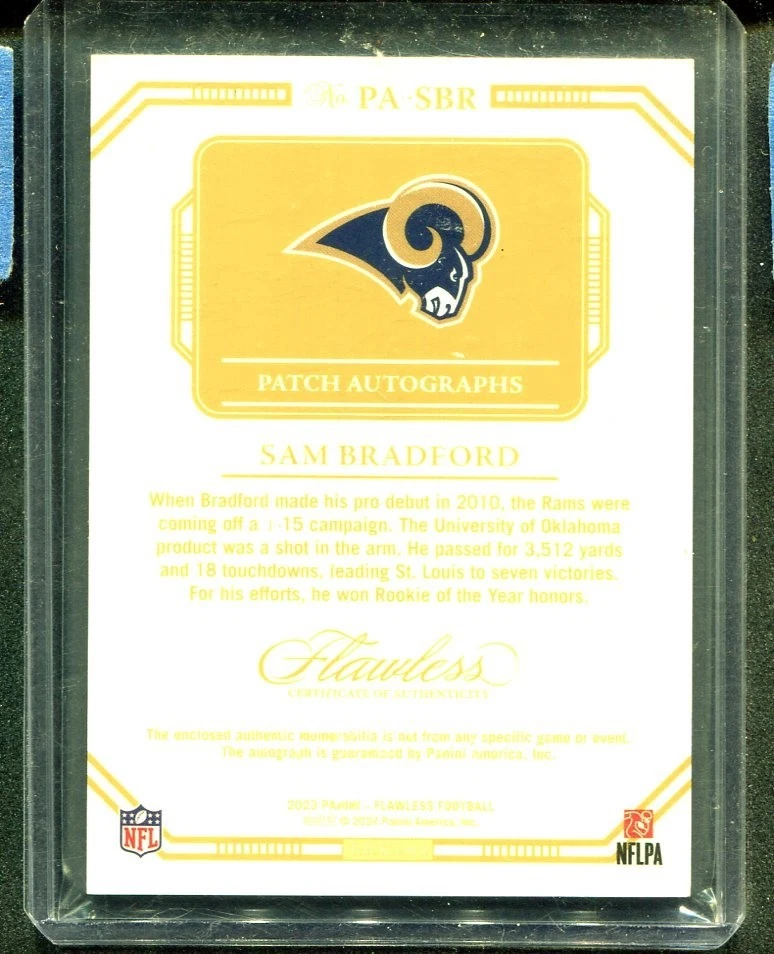 No. PA-SBR
PATCH AUTOGRAPHS
SAM BRADFORD
When Bradford made his pro debut in 2010, the Rams were
coming off a 1-15 campaign. The University of Oklahoma
product was a shot in the arm. He passed for 3,512 yards
and 18 touchdowns, leading St. Louis to seven victories.
For his efforts, he won Rookie of the Year honors.
Flawless
CERTIFICATE OF AUTHENTICITY
The enclosed authentic memorabilia is not from any specific game or event.
The autograph is guaranteed by Panini America, Inc.
2023 PANINI - FLAWLESS FOOTBALL
© 2024 Panini America, Inc.
NFL
NFLPA